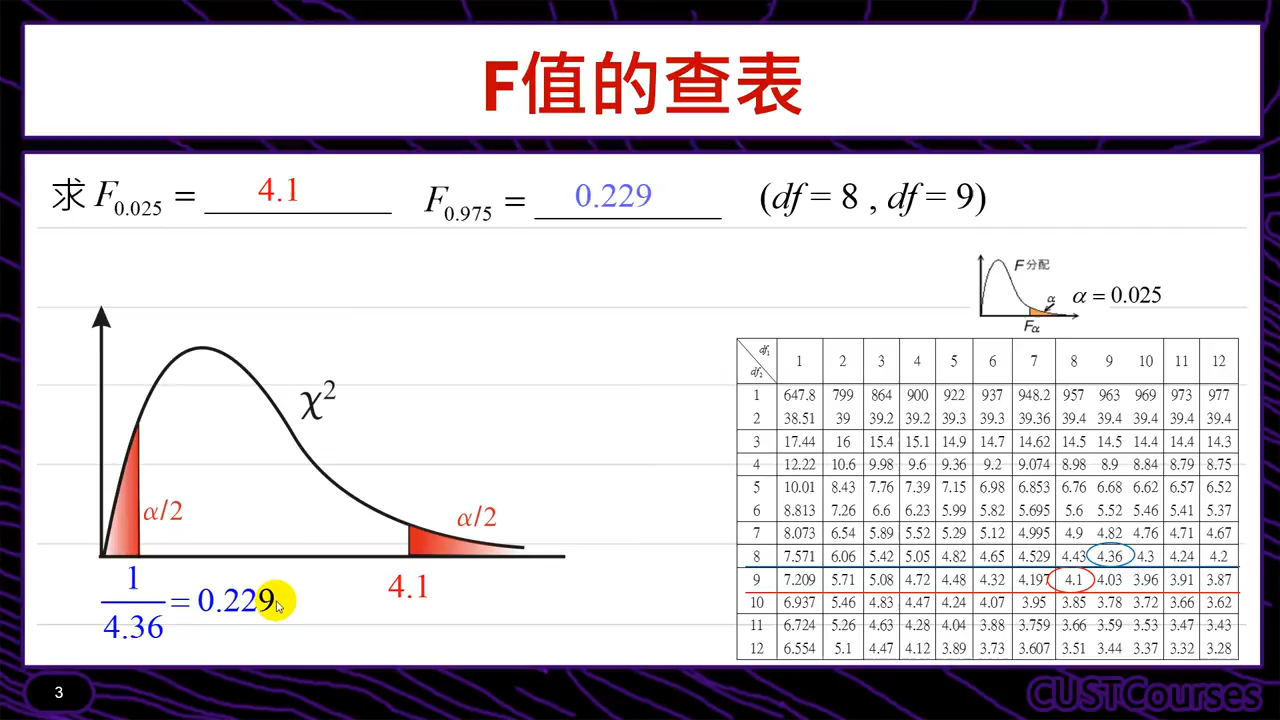 F值的查表
求 F0.025 = 4.1 F0.975 = 0.229 (df = 8 , df = 9)
F分配
α
Fα
α = 0.025
χ2
α/2
α/2
1
4.36
= 0.229
4.1
df1 1 2 3 4 5 6 7 8 9 10 11 12
df2
1 647.8 799 864 900 922 937 948.2 957 963 969 973 977
2 38.51 39 39.2 39.2 39.3 39.3 39.36 39.4 39.4 39.4 39.4 39.4
3 17.44 16 15.4 15.1 14.9 14.7 14.62 14.5 14.5 14.4 14.4 14.3
4 12.22 10.6 9.98 9.6 9.36 9.2 9.074 8.98 8.9 8.84 8.79 8.75
5 10.01 8.43 7.76 7.39 7.15 6.98 6.853 6.76 6.68 6.62 6.57 6.52
6 8.813 7.26 6.6 6.23 5.99 5.82 5.695 5.6 5.52 5.46 5.41 5.37
7 8.073 6.54 5.89 5.52 5.29 5.12 4.995 4.9 4.82 4.76 4.71 4.67
8 7.571 6.06 5.42 5.05 4.82 4.65 4.529 4.43 4.36 4.3 4.24 4.2
9 7.209 5.71 5.08 4.72 4.48 4.32 4.197 4.1 4.03 3.96 3.91 3.87
10 6.937 5.46 4.83 4.47 4.24 4.07 3.95 3.85 3.78 3.72 3.66 3.62
11 6.724 5.26 4.63 4.28 4.04 3.88 3.759 3.66 3.59 3.53 3.47 3.43
12 6.554 5.1 4.47 4.12 3.89 3.73 3.607 3.51 3.44 3.37 3.32 3.28
3
CUSTCourses